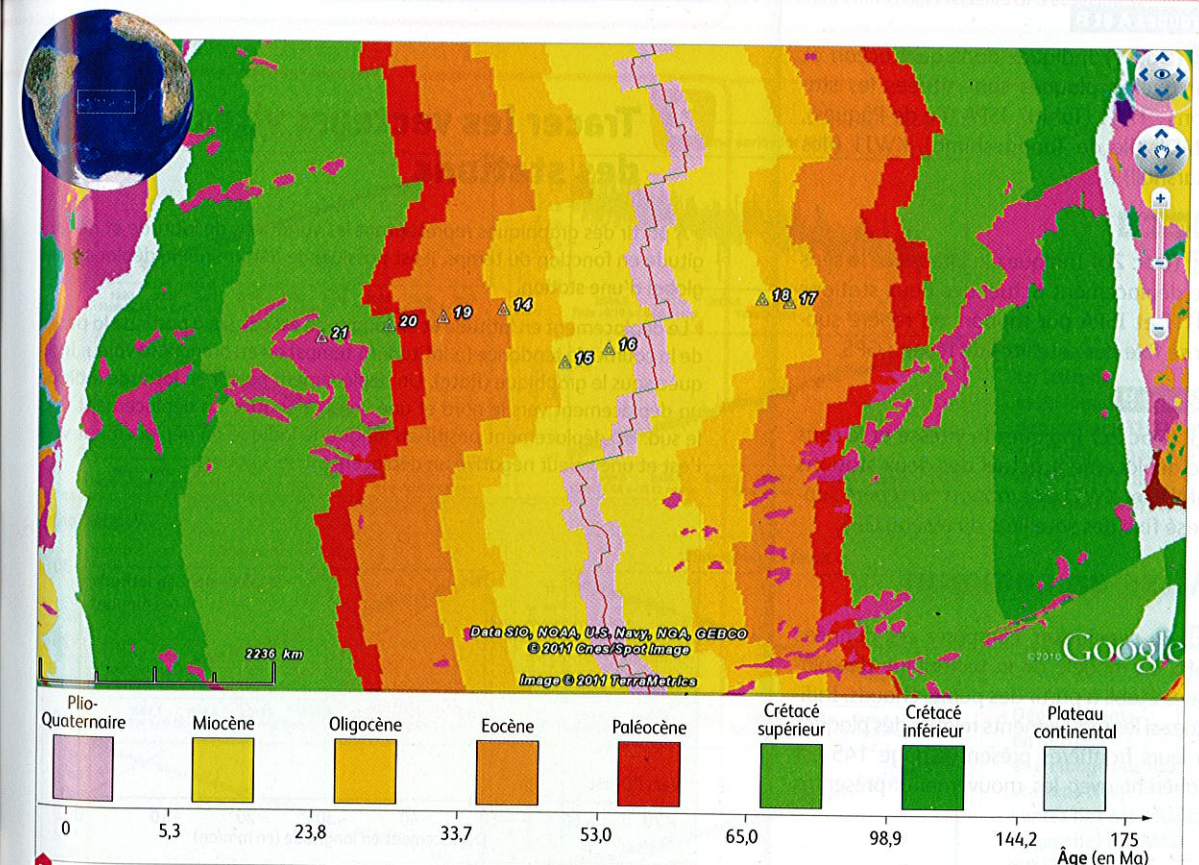 21
20
19
14
15
16
18
17
Data SIO, NOAA, U.S. Navy, NGA, GEBCO
© 2011 Cnes/Spot Image
Image © 2011 TerraMetrics
2236 km
©2010 Google
Plio-
Quaternaire
Miocène
Oligocène
Eocène
Paléocène
Crétacé
supérieur
Crétacé
inférieur
Plateau
continental
0
5,3
23,8
33,7
53,0
65,0
98,9
144,2
175
Âge (en Ma)